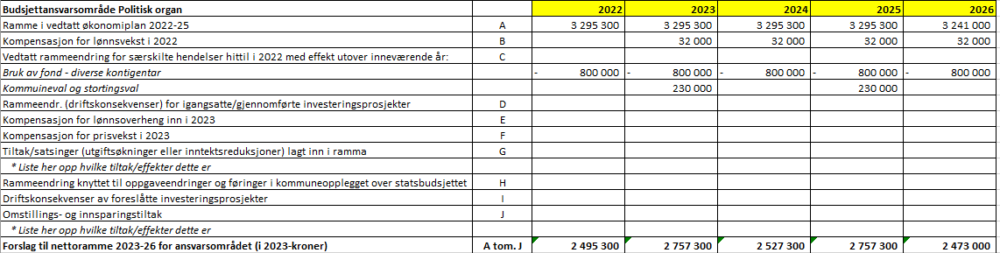 Budsjettansvarsområde Politisk organ 2022 2023 2024 2025 2026
Ramme i vedtatt økonomiplan 2022-25 A 3 295 300 3 295 300 3 295 300 3 295 300 3 241 000
Kompensasjon for lønnsvekst i 2022 B 32 000 32 000 32 000 32 000
Vedtatt rammeendring for særskilte hendelser hittil i 2022 med effekt utover inneværende år: C
Bruk av fond - diverse kontigentar - 800 000 - 800 000 - 800 000 - 800 000 - 800 000
Kommuineval og stortingsval 230 000 230 000
Rammeendr. (driftskonsekvenser) for igangsatte/gjennomførte investeringsprosjekter D
Kompensasjon for lønnsoverheng inn i 2023 E
Kompensasjon for prisvekst i 2023 F
Tiltak/satsinger (utgiftsøkninger eller inntektsreduksjoner) lagt inn i ramma G
* Liste her opp hvilke tiltak/effekter dette er
Rammeendring knyttet til oppgaveendringer og føringer i kommuneopplegget over statsbudsjettet H
Driftskonsekvenser av foreslåtte investeringsprosjekter I
Omstillings- og innsparingstiltak J
* Liste her opp hvilke tiltak/effekter dette er
Forslag til nettoramme 2023-26 for ansvarsområdet (i 2023-kroner) A tom. J 2 495 300 2 757 300 2 527 300 2 757 300 2 473 000